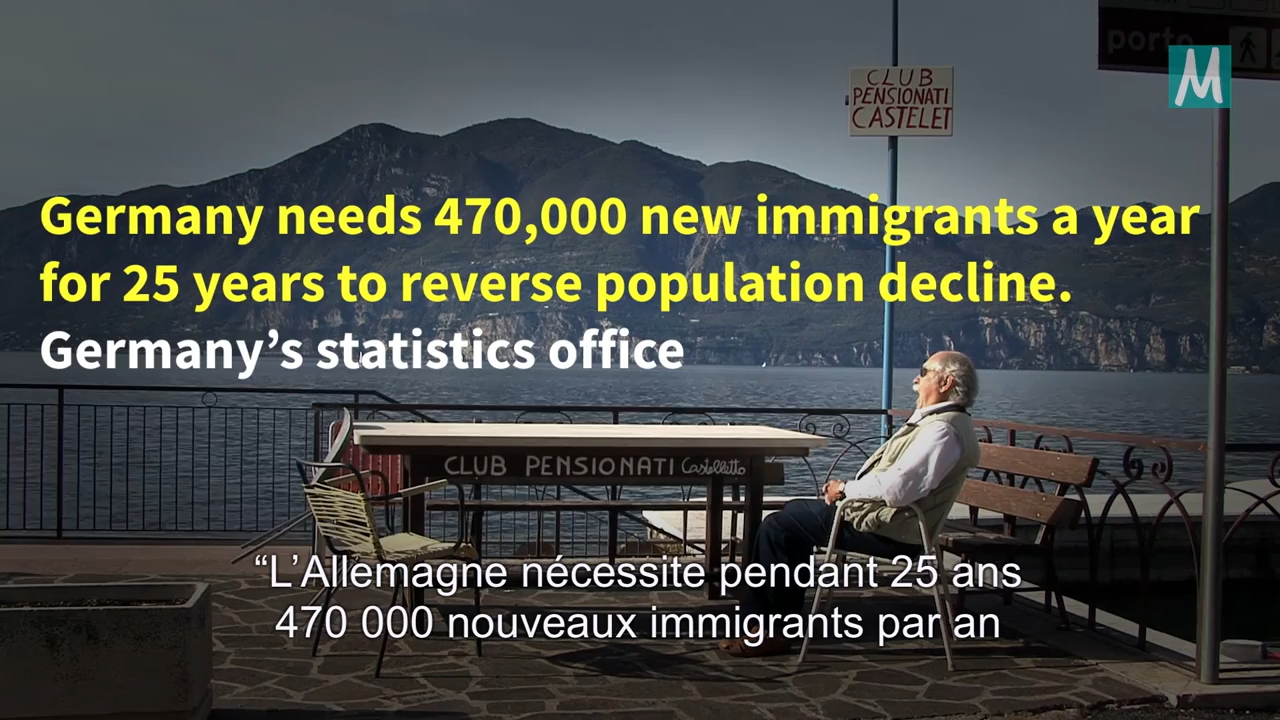 porto
M
CLUB
PENSIONATI
CASTELET
Germany needs 470,000 new immigrants a year
for 25 years to reverse population decline.
Germany’s statistics office
CLUB PENSIONATI Castelletto
“L’Allemagne nécessite pendant 25 ans
470 000 nouveaux immigrants par an